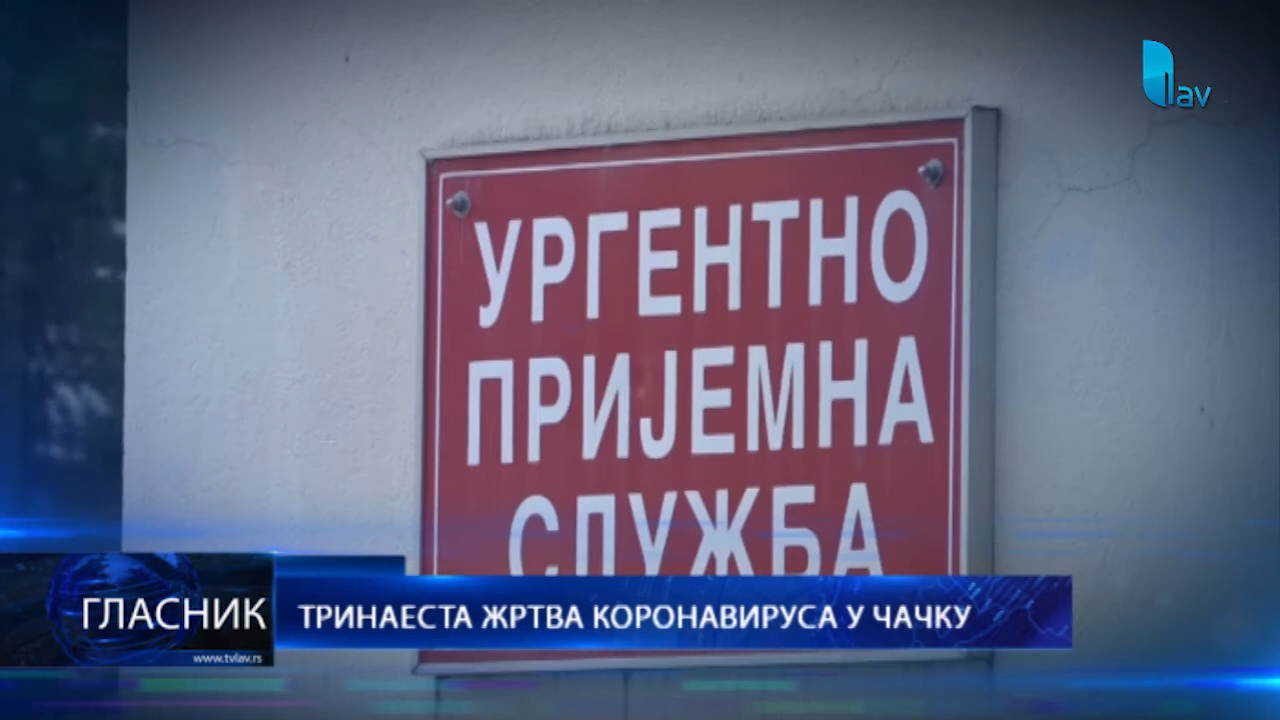 lav
УРГЕНТНО
ПРИЈЕМНА
СЛУЖБА
ГЛАСНИК
ТРИНАЕСТА ЖРТВА КОРОНАВИРУСА У ЧАЧКУ
www.tvlav.rs